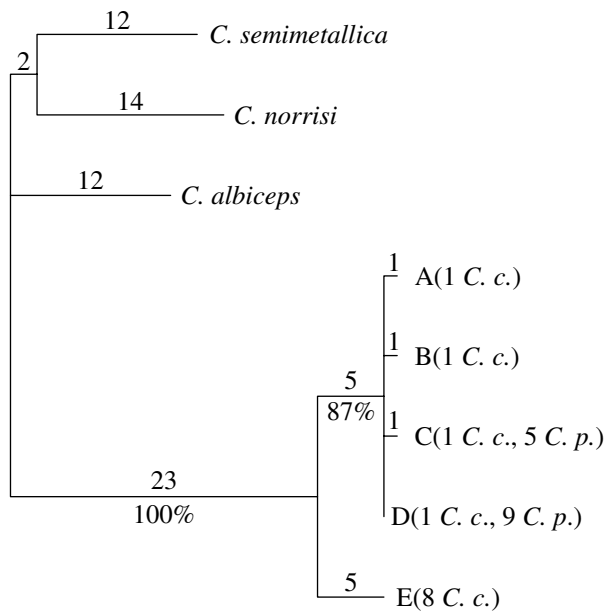 12
C. semimetallica
2
14
C. norrisi
12
C. albiceps
1
A(1 C. c.)
1
B(1 C. c.)
5
87%
1
C(1 C. c., 5 C. p.)
23
100%
D(1 C. c., 9 C. p.)
5
E(8 C. c.)